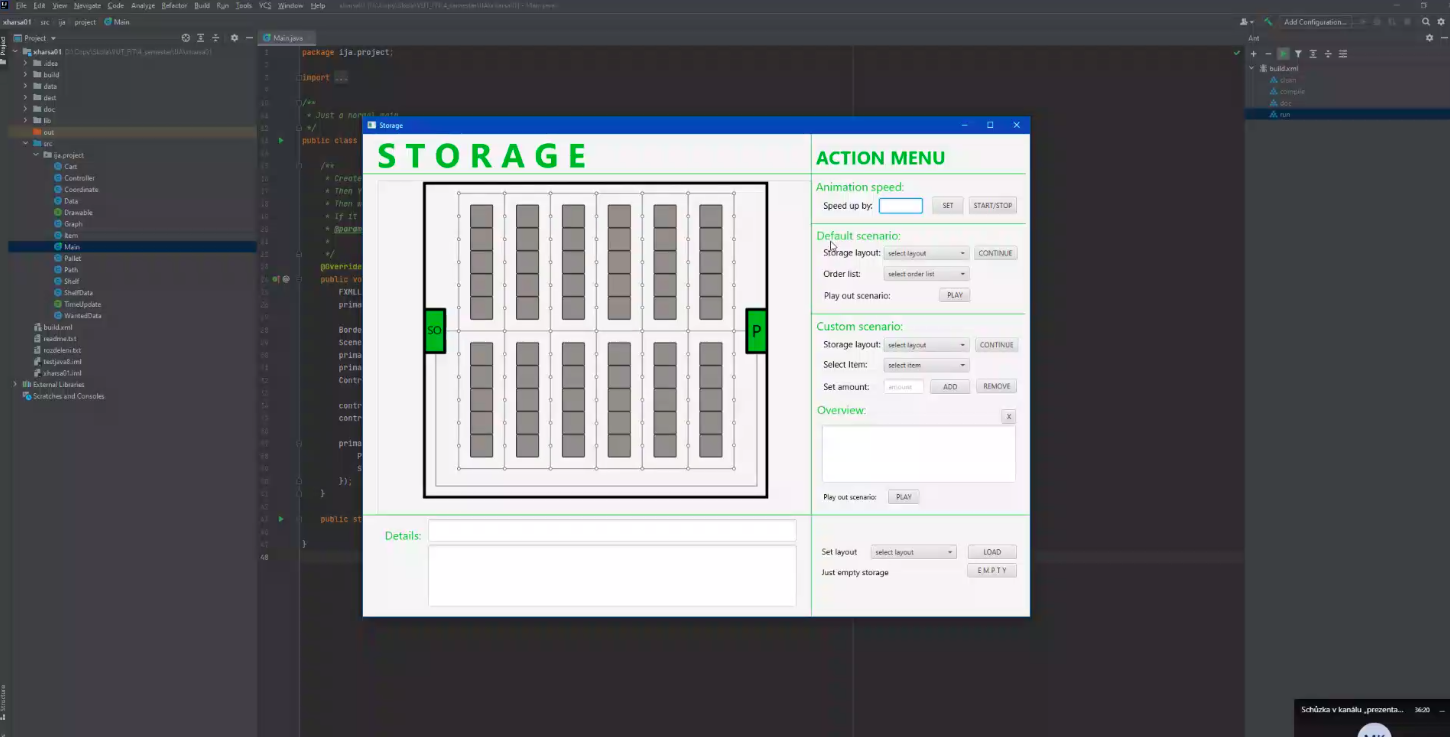 File Edit View Navigate Code Analyze Refactor Build Run Tools VCS Window Help
xharsa01 src ija project Main
Add Configuration...
Project
xharsa01
.idea
build
data
dest
doc
lib
out
src
ija.project
Cart
Controller
Coordinate
Data
Drawable
Graph
Item
Main
Pallet
Path
Shelf
ShelfData
TimeUpdate
WantedData
build.xml
readme.txt
rozdeleni.txt
testjava8.iml
xharsa01.iml
External Libraries
Scratches and Consoles
Structure
Main.java
package ija.project;
import ...
/**
* Just a normal main
*/
public class
/**
* Create
* Then
* Then
* If it
* @param
*/
@Override
public vo
FXMLL
prima
Borde
Scene
prima
prima
Contr
contr
contr
prima
});
}
public st
}
Storage
STORAGE
SO
P
Details:
ACTION MENU
Animation speed:
Speed up by: SET START/STOP
Default scenario:
Storage layout: select layout CONTINUE
Order list: select order list
Play out scenario: PLAY
Custom scenario:
Storage layout: select layout CONTINUE
Select Item: select item
Set amount: amount ADD REMOVE
Overview:
X
Play out scenario: PLAY
Set layout select layout LOAD
Just empty storage EMPTY
Ant
build.xml
clean
compile
doc
run
Schůzka v kanálu „prezenta... 36:20
MK